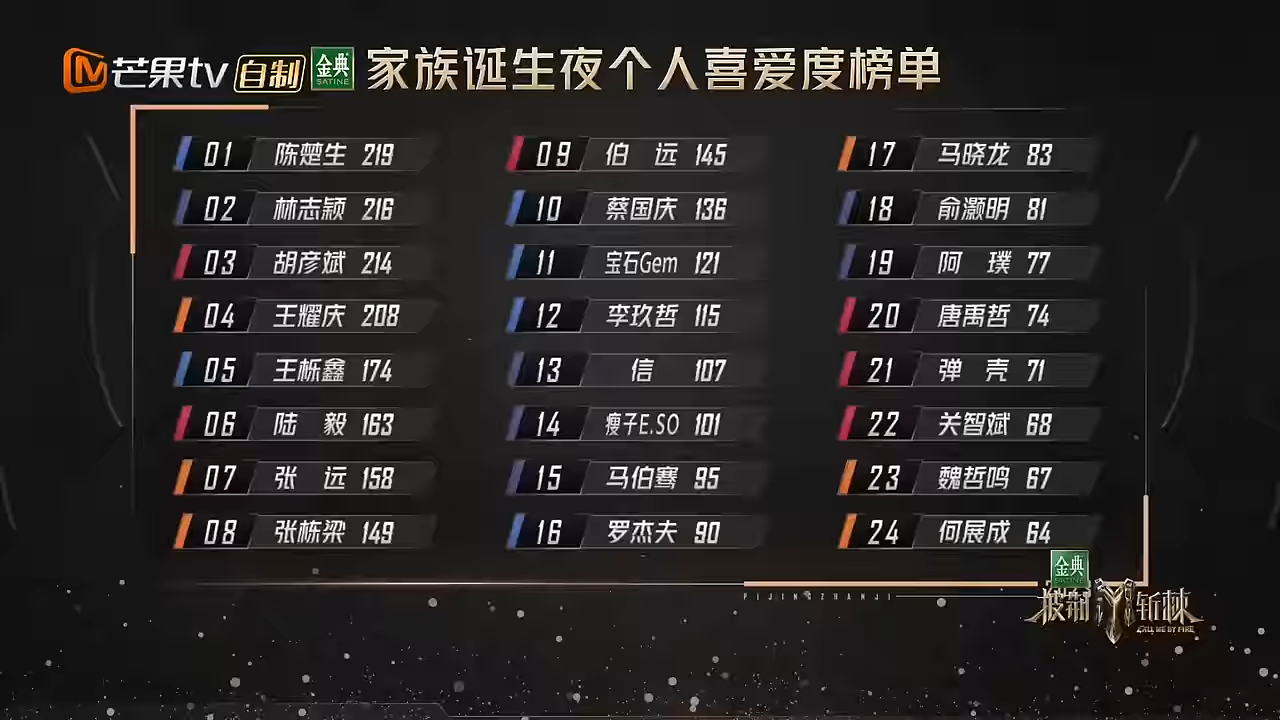 芒果tv 自制 金典 SATINE 家族诞生夜个人喜爱度榜单
01 陈楚生 219
02 林志颖 216
03 胡彦斌 214
04 王耀庆 208
05 王栎鑫 174
06 陆 毅 163
07 张 远 158
08 张栋梁 149
09 伯 远 145
10 蔡国庆 136
11 宝石Gem 121
12 李玖哲 115
13 信 107
14 瘦子E.SO 101
15 马伯骞 95
16 罗杰夫 90
17 马晓龙 83
18 俞灏明 81
19 阿 璞 77
20 唐禹哲 74
21 弹 壳 71
22 关智斌 68
23 魏哲鸣 67
24 何展成 64
金典 SATINE
PIJINGZHANJI
披荆斩棘
CALL ME BY FIRE